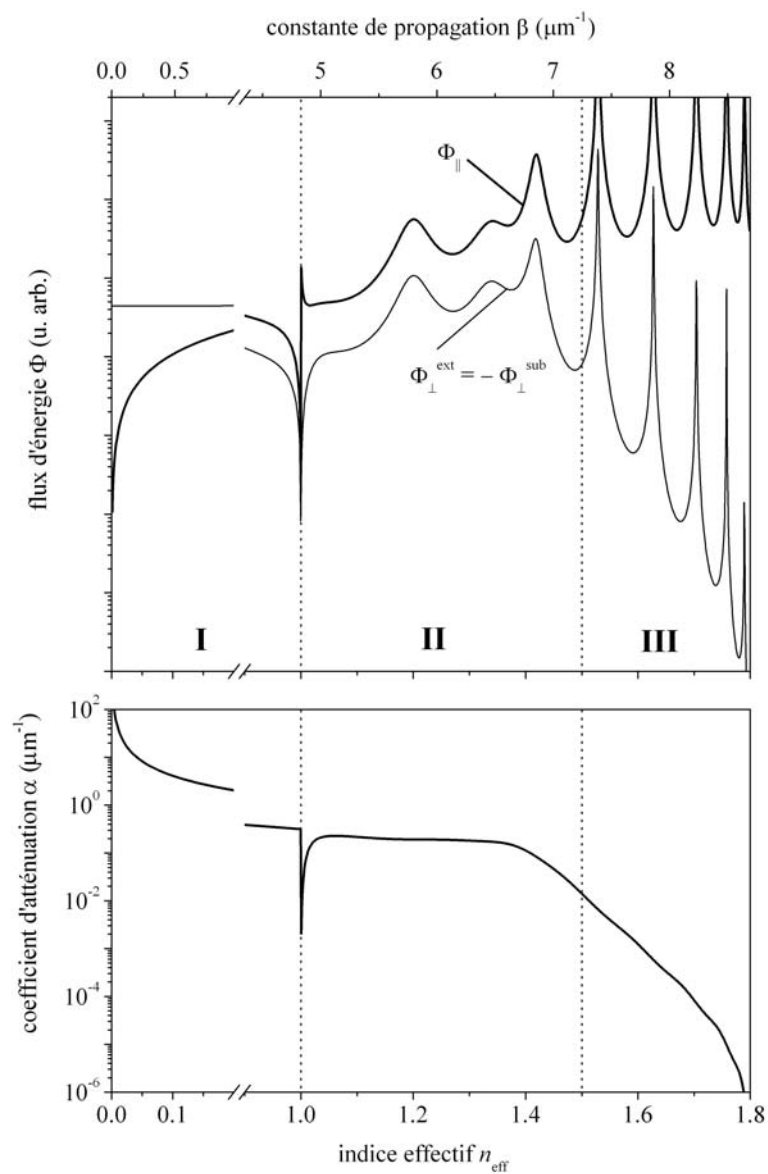 constante de propagation β (μm⁻¹)
0.0 0.5 5 6 7 8
flux d'énergie Φ (u. arb.)
Φ∥
Φ⊥ᵉˣᵗ = – Φ⊥ˢᵘᵇ
I II III
coefficient d'atténuation α (μm⁻¹)
10²
10⁰
10⁻²
10⁻⁴
10⁻⁶
0.0 0.1 1.0 1.2 1.4 1.6 1.8
indice effectif n_eff